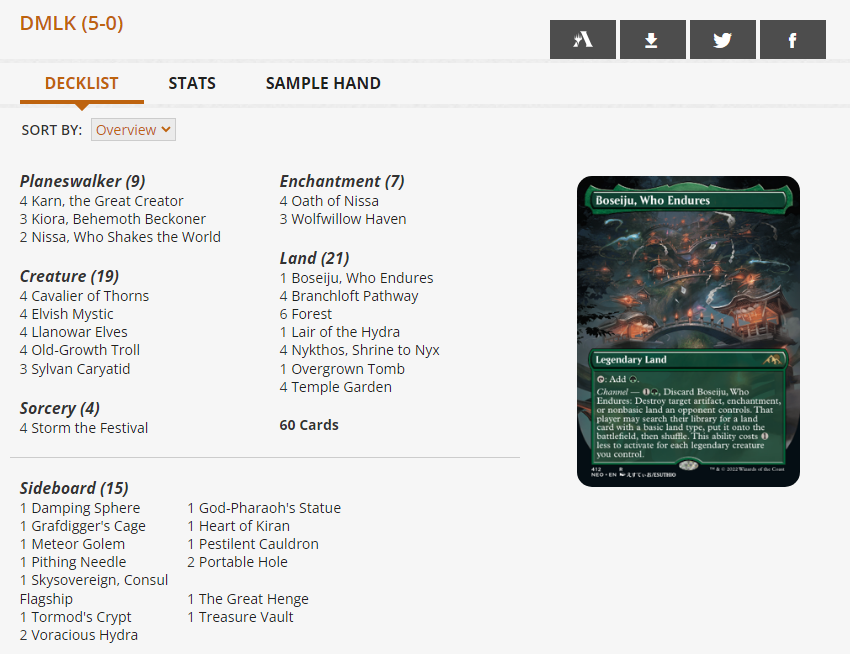 DMLK (5-0)
DECKLIST
STATS
SAMPLE HAND
SORT BY:
Overview
Planeswalker (9)
4 Karn, the Great Creator
3 Kiora, Behemoth Beckoner
2 Nissa, Who Shakes the World
Creature (19)
4 Cavalier of Thorns
4 Elvish Mystic
4 Llanowar Elves
4 Old-Growth Troll
3 Sylvan Caryatid
Sorcery (4)
4 Storm the Festival
Enchantment (7)
4 Oath of Nissa
3 Wolfwillow Haven
Land (21)
1 Boseiju, Who Endures
4 Branchloft Pathway
6 Forest
1 Lair of the Hydra
4 Nykthos, Shrine to Nyx
1 Overgrown Tomb
4 Temple Garden
60 Cards
Boseiju, Who Endures
Legendary Land
: Add .
Channel — , Discard Boseiju, Who
Endures: Destroy target artifact, enchantment,
or nonbasic land an opponent controls. That
player may search their library for a land
card with a basic land type, put it onto the
battlefield, then shuffle. This ability costs 1
less to activate for each legendary creature
you control.
412 R
NEO • EN
™ & © 2022 Wizards of the Coast
Sideboard (15)
1 Damping Sphere
1 Grafdigger's Cage
1 Meteor Golem
1 Pithing Needle
1 Skysovereign, Consul
Flagship
1 Tormod's Crypt
2 Voracious Hydra
1 God-Pharaoh's Statue
1 Heart of Kiran
1 Pestilent Cauldron
2 Portable Hole
1 The Great Henge
1 Treasure Vault